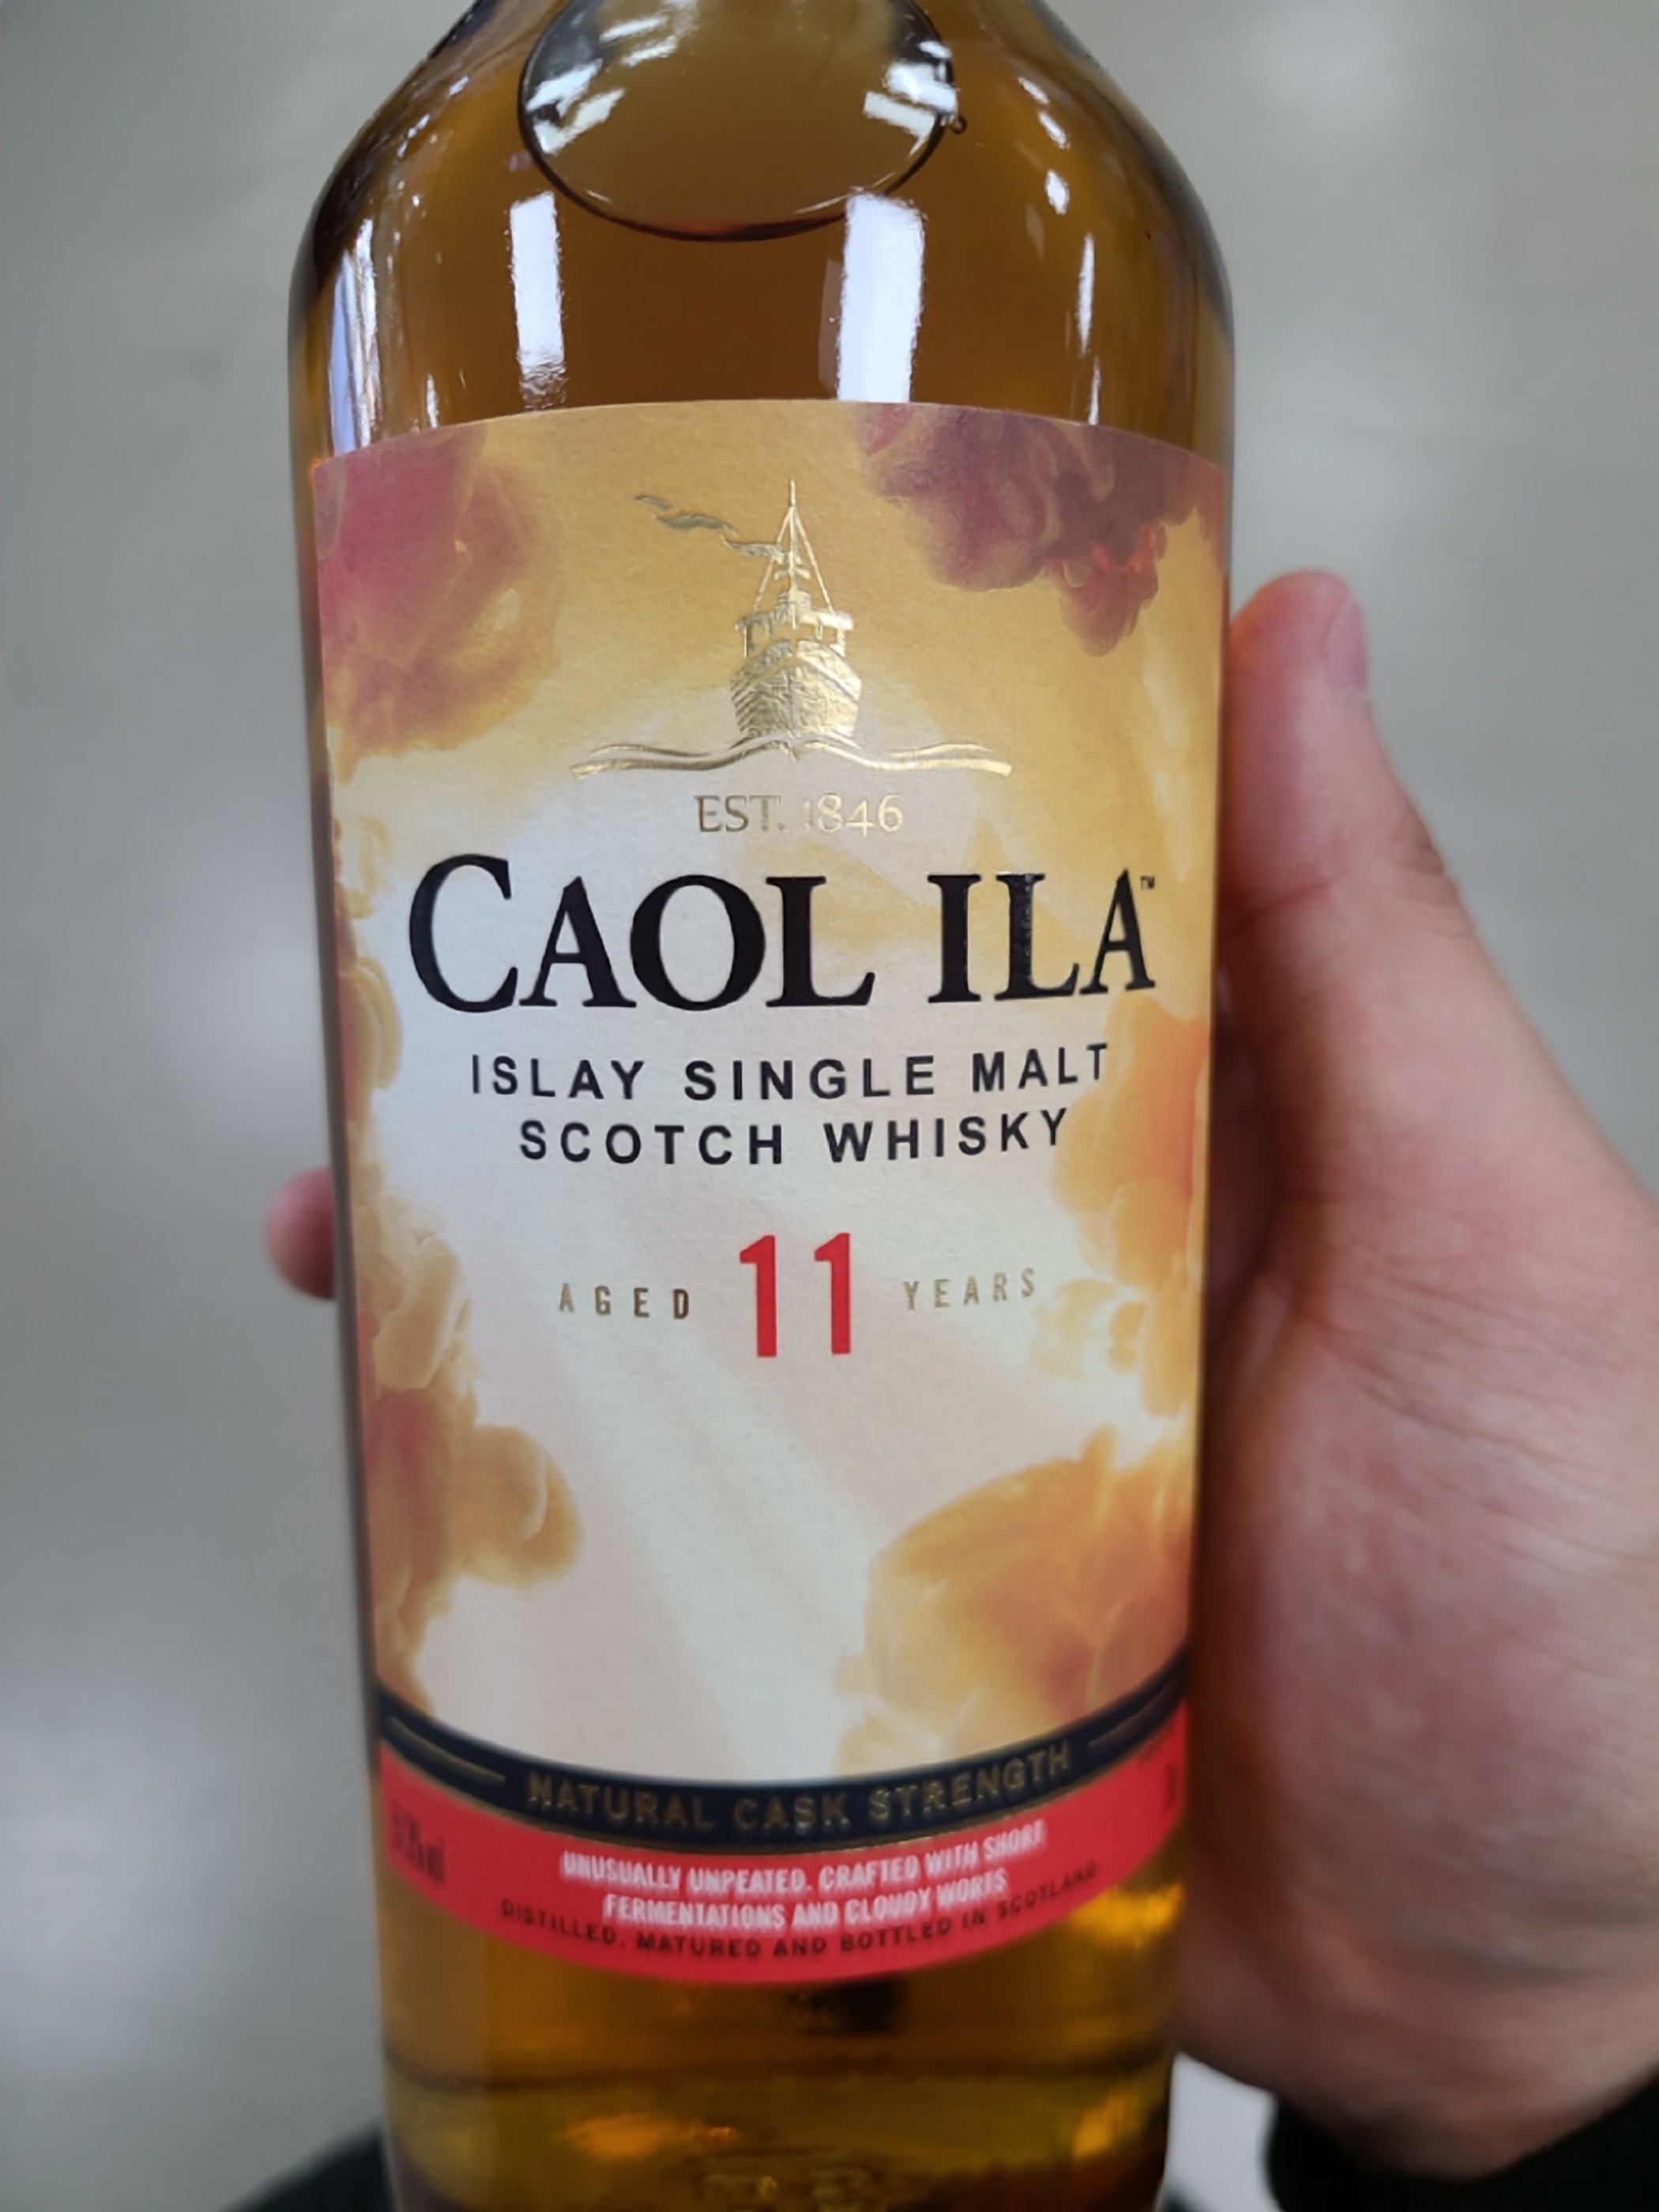 EST. 1846
CAOL ILA™
ISLAY SINGLE MALT
SCOTCH WHISKY
AGED 11 YEARS
NATURAL CASK STRENGTH
UNUSUALLY UNPEATED. CRAFTED WITH SHORT
FERMENTATIONS AND CLOUDY WORTS
DISTILLED, MATURED AND BOTTLED IN SCOTLAND